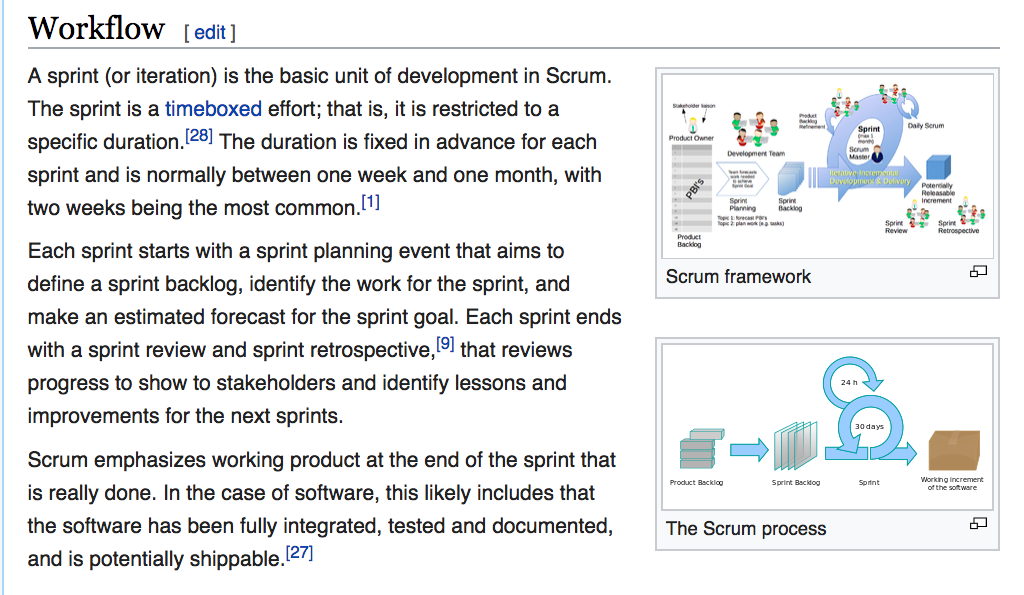 Workflow [ edit ]
A sprint (or iteration) is the basic unit of development in Scrum.
The sprint is a timeboxed effort; that is, it is restricted to a
specific duration.[28] The duration is fixed in advance for each
sprint and is normally between one week and one month, with
two weeks being the most common.[1]
Each sprint starts with a sprint planning event that aims to
define a sprint backlog, identify the work for the sprint, and
make an estimated forecast for the sprint goal. Each sprint ends
with a sprint review and sprint retrospective,[9] that reviews
progress to show to stakeholders and identify lessons and
improvements for the next sprints.
Scrum emphasizes working product at the end of the sprint that
is really done. In the case of software, this likely includes that
the software has been fully integrated, tested and documented,
and is potentially shippable.[27]
Stakeholder liaison
Product Owner
PBI's
Product
Backlog
Development Team
Team forecasts
work needed
to achieve
Sprint Goal
Sprint
Planning
Topic 1: forecast PBI's
Topic 2: plan work (e.g. tasks)
Sprint
Backlog
Product
Backlog
Refinement
Sprint
(max 1
month)
Scrum
Master
Daily Scrum
Iterative-Incremental
Development & Delivery
Potentially
Releasable
Increment
Sprint
Review
Sprint
Retrospective
Scrum framework
24 h
30 days
Product Backlog
Sprint Backlog
Sprint
Working increment
of the software
The Scrum process